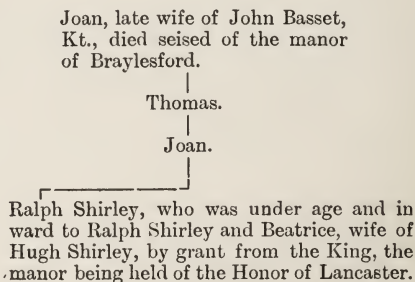 Joan, late wife of John Basset,
Kt., died seised of the manor
of Braylesford.
Thomas.
Joan.
Ralph Shirley, who was under age and in
ward to Ralph Shirley and Beatrice, wife of
Hugh Shirley, by grant from the King, the
manor being held of the Honor of Lancaster.